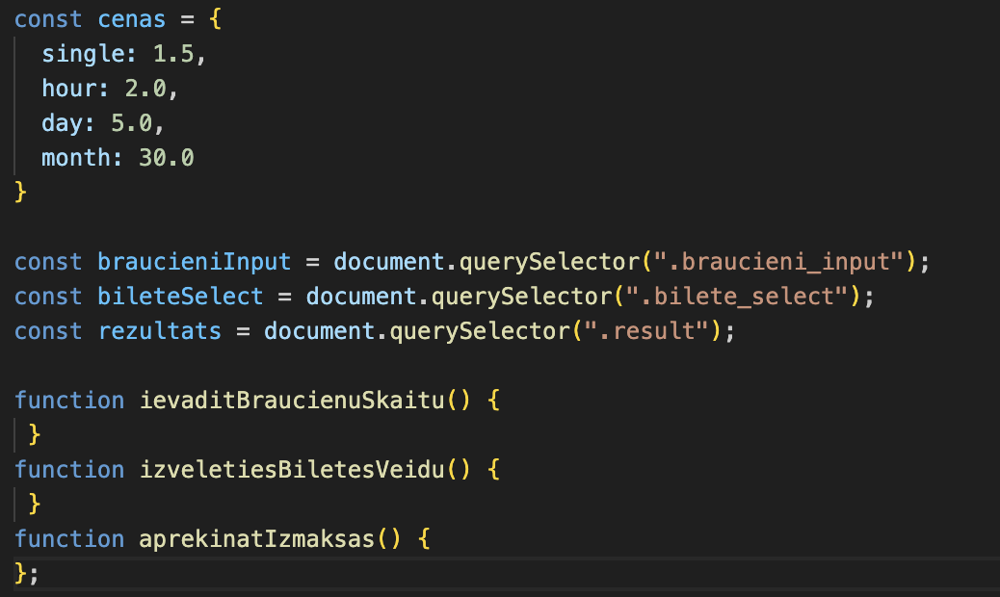 const cenas = {
  single: 1.5,
  hour: 2.0,
  day: 5.0,
  month: 30.0
}

const braucieniInput = document.querySelector(".braucieni_input");
const bileteSelect = document.querySelector(".bilete_select");
const rezultats = document.querySelector(".result");

function ievaditBraucienuSkaitu() {
 }
function izveletiesBiletesVeidu() {
 }
function aprekinatIzmaksas() {
};